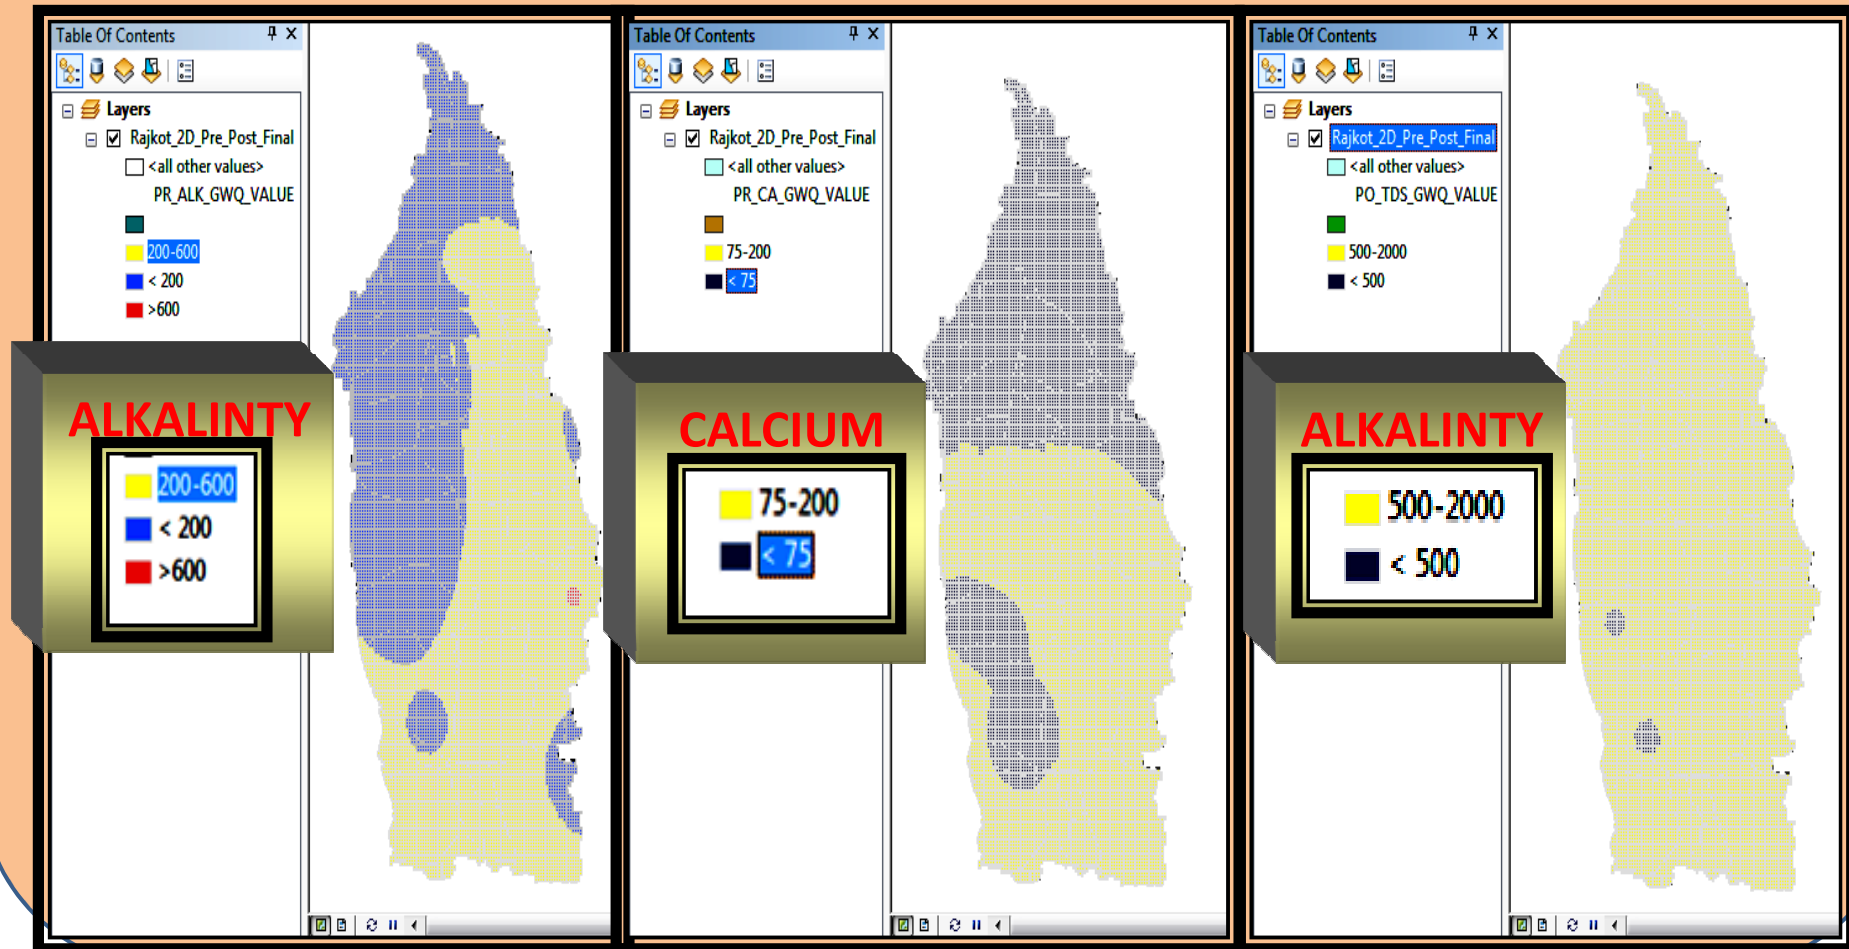 Table Of Contents
Layers
Rajkot_2D_Pre_Post_Final
<all other values>
PR_ALK_GWQ_VALUE
200-600
< 200
>600
ALKALINTY
200-600
< 200
>600
Table Of Contents
Layers
Rajkot_2D_Pre_Post_Final
<all other values>
PR_CA_GWQ_VALUE
75-200
< 75
CALCIUM
75-200
< 75
Table Of Contents
Layers
Rajkot_2D_Pre_Post_Final
<all other values>
PO_TDS_GWQ_VALUE
500-2000
< 500
ALKALINTY
500-2000
< 500